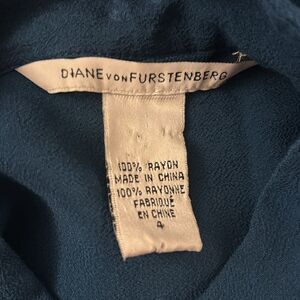 DIANE VON FURSTENBERG
100% RAYON
MADE IN CHINA
100% RAYONNE
FABRIQUÉ
EN CHINE
4